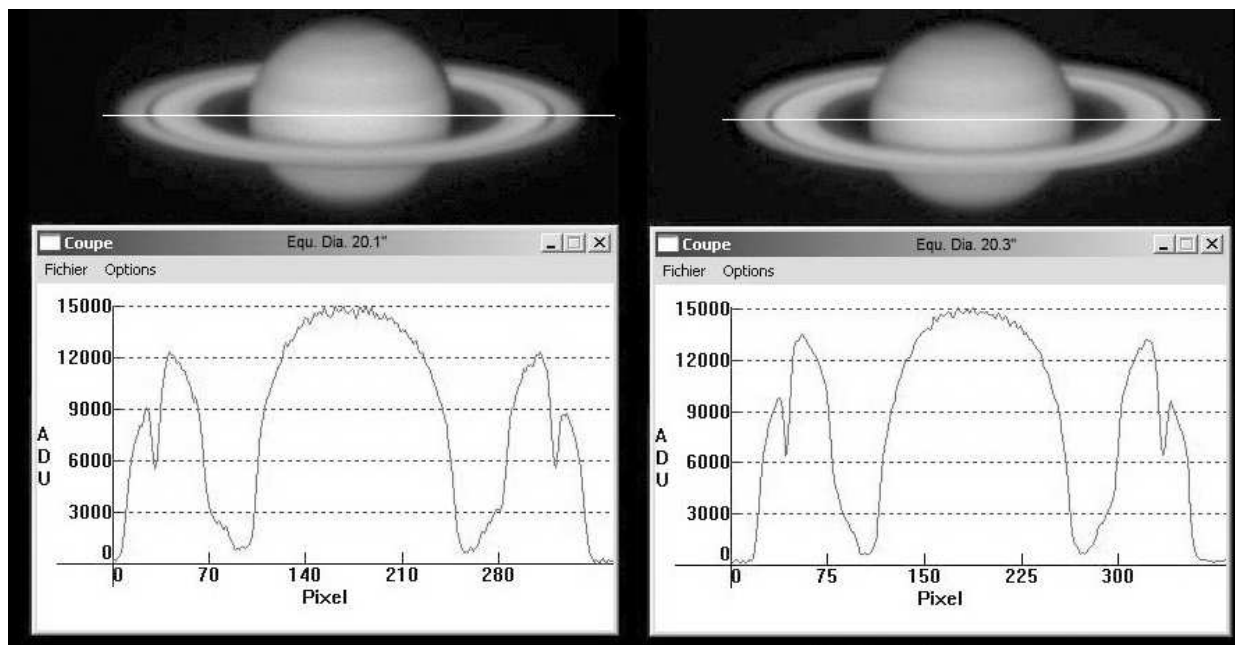 Coupe Equ. Dia. 20.1"
Fichier Options
15000
12000
9000
6000
3000
0
ADU
0 70 140 210 280
Pixel
Coupe Equ. Dia. 20.3"
Fichier Options
15000
12000
9000
6000
3000
0
ADU
0 75 150 225 300
Pixel